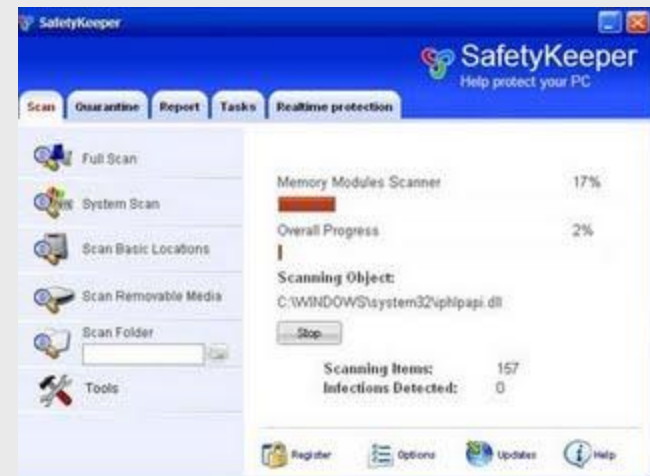 SafetyKeeper
SafetyKeeper
Help protect your PC
Scan Quarantine Report Tasks Realtime protection
Full Scan
System Scan
Scan Basic Locations
Scan Removable Media
Scan Folder
Tools
Memory Modules Scanner 17%
Overall Progress 2%
Scanning Object:
C:\WINDOWS\system32\iphlpapi.dll
Stop
Scanning Items: 157
Infections Detected: 0
Register Options Updates Help